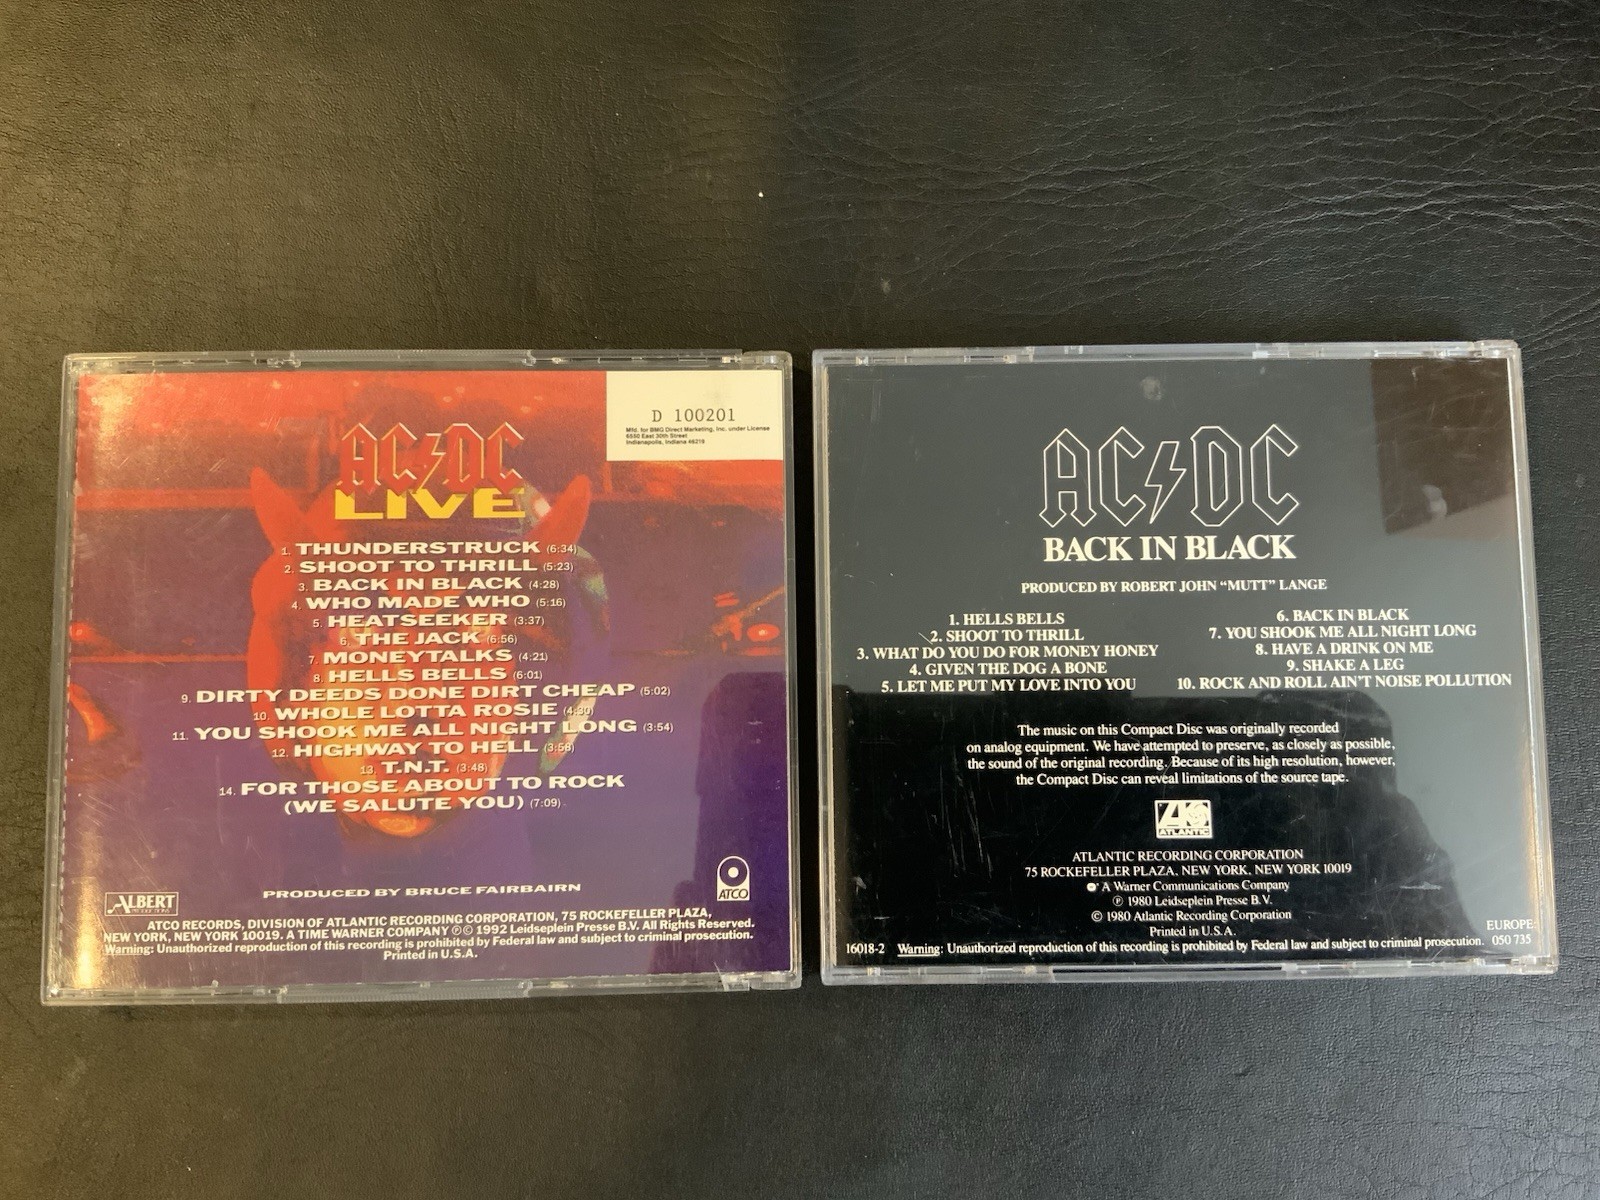 D 100201
Mfd. for BMG Direct Marketing, Inc. under License
6550 East 30th Street
Indianapolis, Indiana 46219
AC/DC
LIVE
1. THUNDERSTRUCK (6:34)
2. SHOOT TO THRILL (5:23)
3. BACK IN BLACK (4:28)
4. WHO MADE WHO (5:16)
5. HEATSEEKER (3:37)
6. THE JACK (6:56)
7. MONEYTALKS (4:21)
8. HELLS BELLS (6:01)
9. DIRTY DEEDS DONE DIRT CHEAP (5:02)
10. WHOLE LOTTA ROSIE (4:30)
11. YOU SHOOK ME ALL NIGHT LONG (3:54)
12. HIGHWAY TO HELL (3:58)
13. T.N.T. (3:48)
14. FOR THOSE ABOUT TO ROCK
(WE SALUTE YOU) (7:09)
PRODUCED BY BRUCE FAIRBAIRN
ALBERT
PRODUCTIONS
ATCO
ATCO RECORDS, DIVISION OF ATLANTIC RECORDING CORPORATION, 75 ROCKEFELLER PLAZA,
NEW YORK, NEW YORK 10019. A TIME WARNER COMPANY ℗© 1992 Leidseplein Presse B.V. All Rights Reserved.
Warning: Unauthorized reproduction of this recording is prohibited by Federal law and subject to criminal prosecution.
Printed in U.S.A.
AC/DC
BACK IN BLACK
PRODUCED BY ROBERT JOHN “MUTT” LANGE
1. HELLS BELLS
2. SHOOT TO THRILL
3. WHAT DO YOU DO FOR MONEY HONEY
4. GIVEN THE DOG A BONE
5. LET ME PUT MY LOVE INTO YOU
6. BACK IN BLACK
7. YOU SHOOK ME ALL NIGHT LONG
8. HAVE A DRINK ON ME
9. SHAKE A LEG
10. ROCK AND ROLL AIN'T NOISE POLLUTION
The music on this Compact Disc was originally recorded
on analog equipment. We have attempted to preserve, as closely as possible,
the sound of the original recording. Because of its high resolution, however,
the Compact Disc can reveal limitations of the source tape.
ATLANTIC
ATLANTIC RECORDING CORPORATION
75 ROCKEFELLER PLAZA, NEW YORK, NEW YORK 10019
A Warner Communications Company
℗ 1980 Leidseplein Presse B.V.
© 1980 Atlantic Recording Corporation
Printed in U.S.A.
EUROPE
050 735
16018-2 Warning: Unauthorized reproduction of this recording is prohibited by Federal law and subject to criminal prosecution.